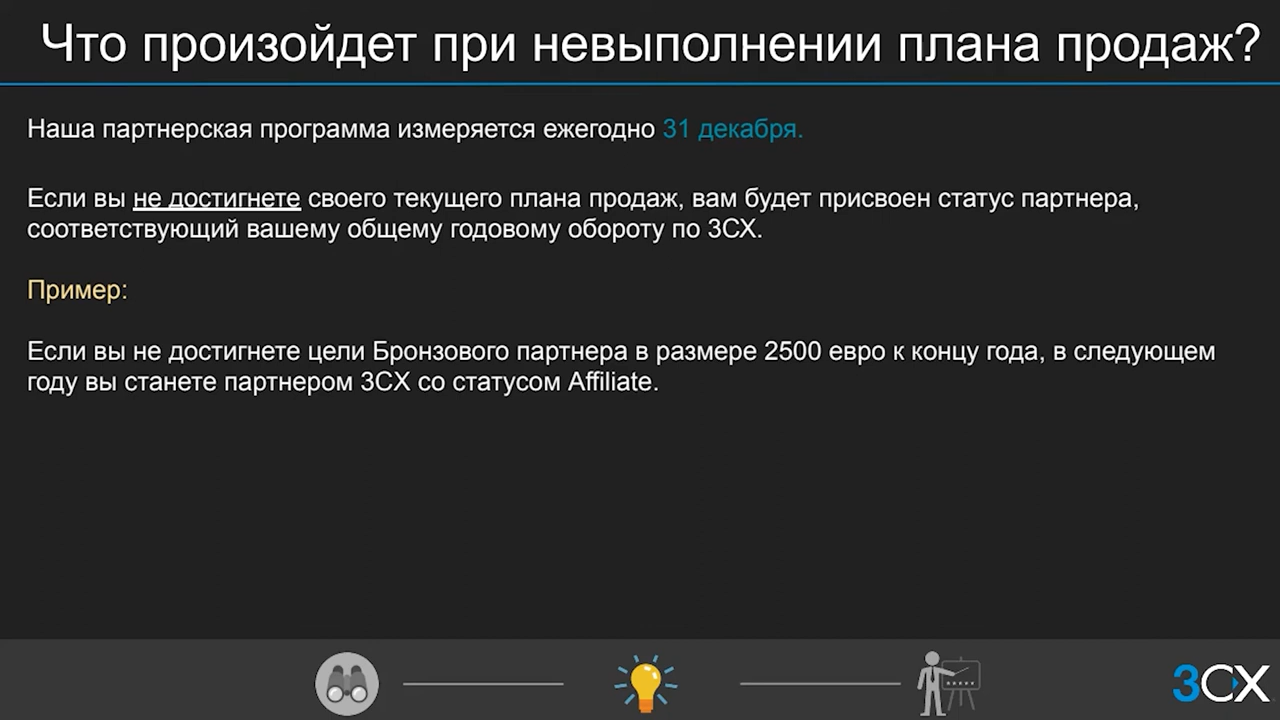 Что произойдет при невыполнении плана продаж?
Наша партнерская программа измеряется ежегодно 31 декабря.
Если вы не достигнете своего текущего плана продаж, вам будет присвоен статус партнера,
соответствующий вашему общему годовому обороту по 3CX.
Пример:
Если вы не достигнете цели Бронзового партнера в размере 2500 евро к концу года, в следующем
году вы станете партнером 3CX со статусом Affiliate.
3CX